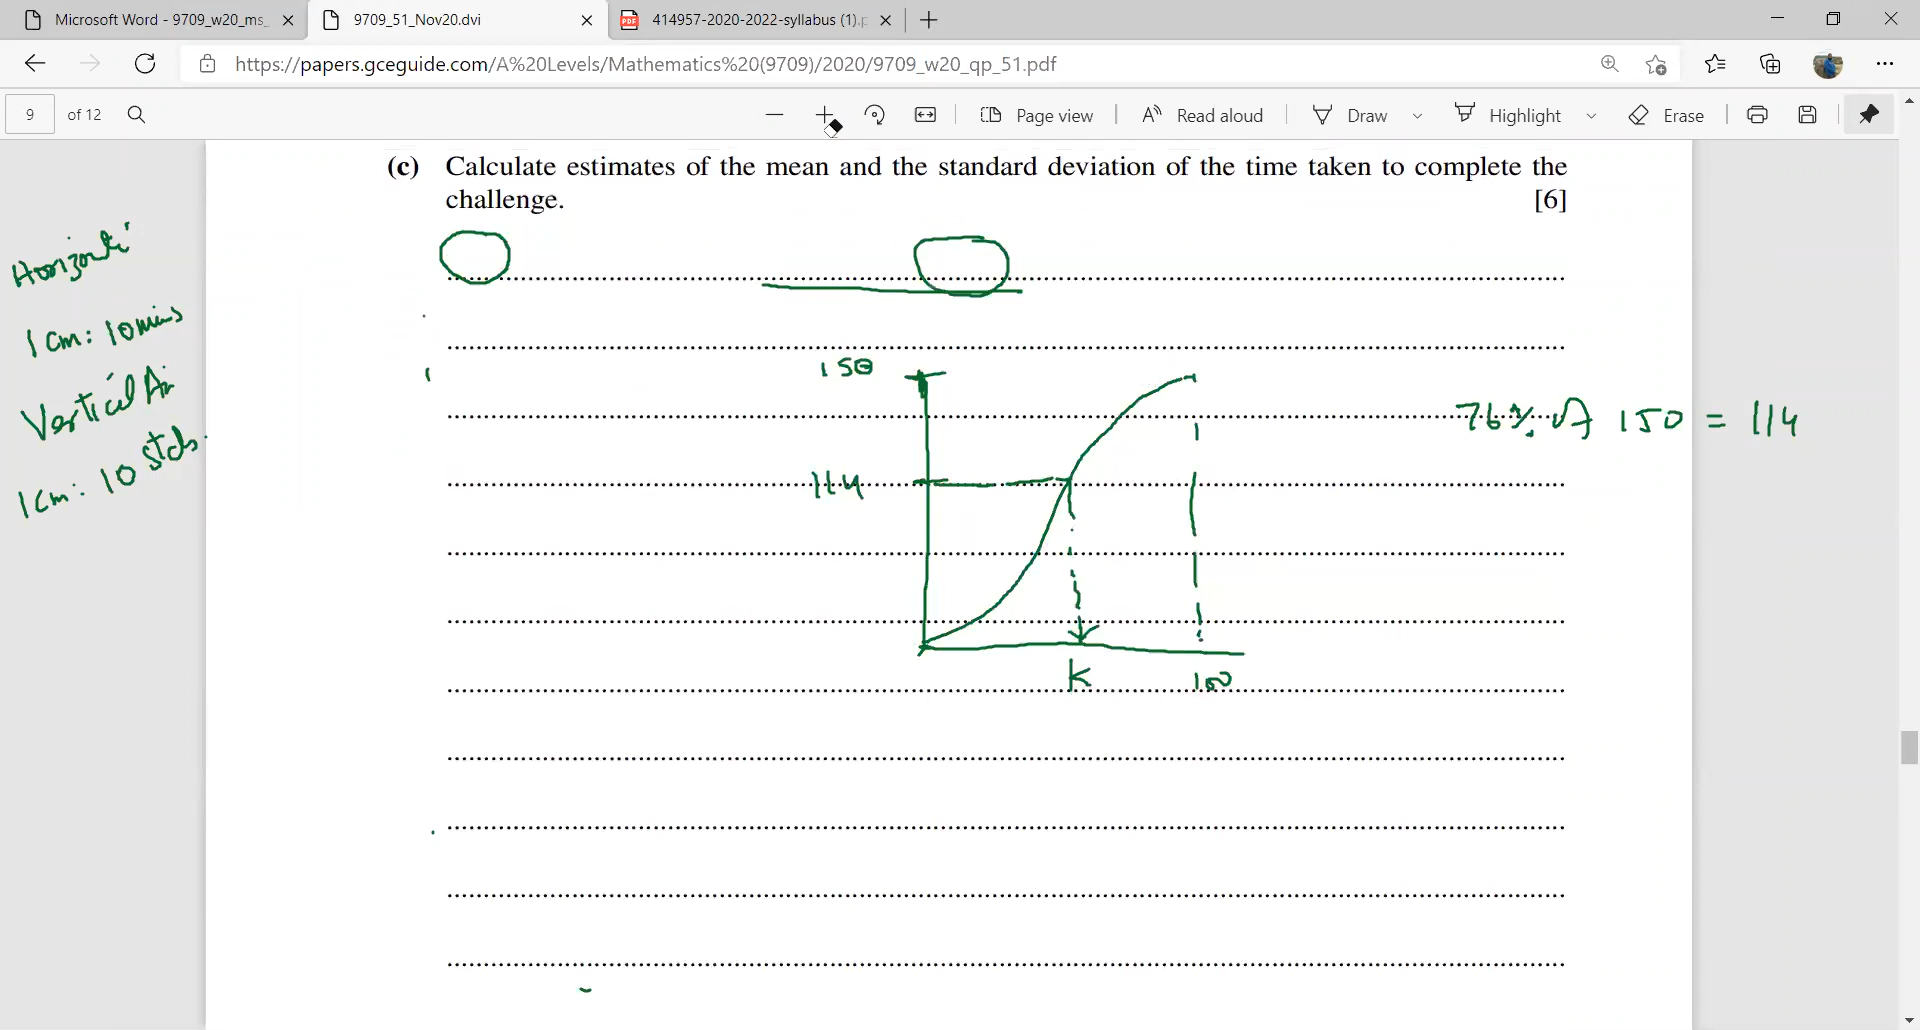 Microsoft Word - 9709_w20_ms_
9709_51_Nov20.dvi
414957-2020-2022-syllabus (1).p
https://papers.gceguide.com/A%20Levels/Mathematics%20(9709)/2020/9709_w20_qp_51.pdf
9 of 12
Page view
Read aloud
Draw
Highlight
Erase
(c) Calculate estimates of the mean and the standard deviation of the time taken to complete the
challenge. [6]
1 cm: 10 mins
Vertical
1 cm: 10 stds
150
76% of 150 = 114
114
K
100